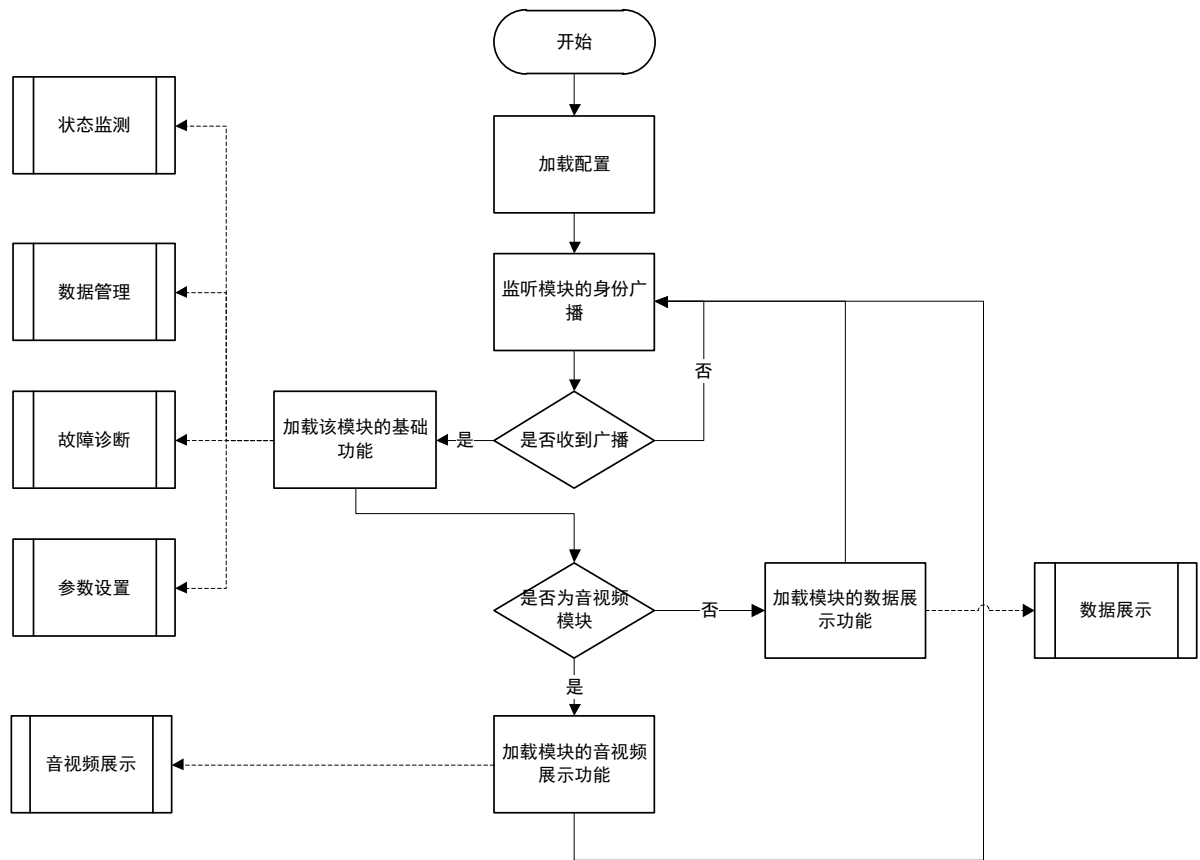 开始
状态监测
加载配置
数据管理
监听模块的身份广
播
否
故障诊断
加载该模块的基础
功能
是
是否收到广播
参数设置
是否为音视频
模块
否
加载模块的数据展
示功能
数据展示
是
音视频展示
加载模块的音视频
展示功能